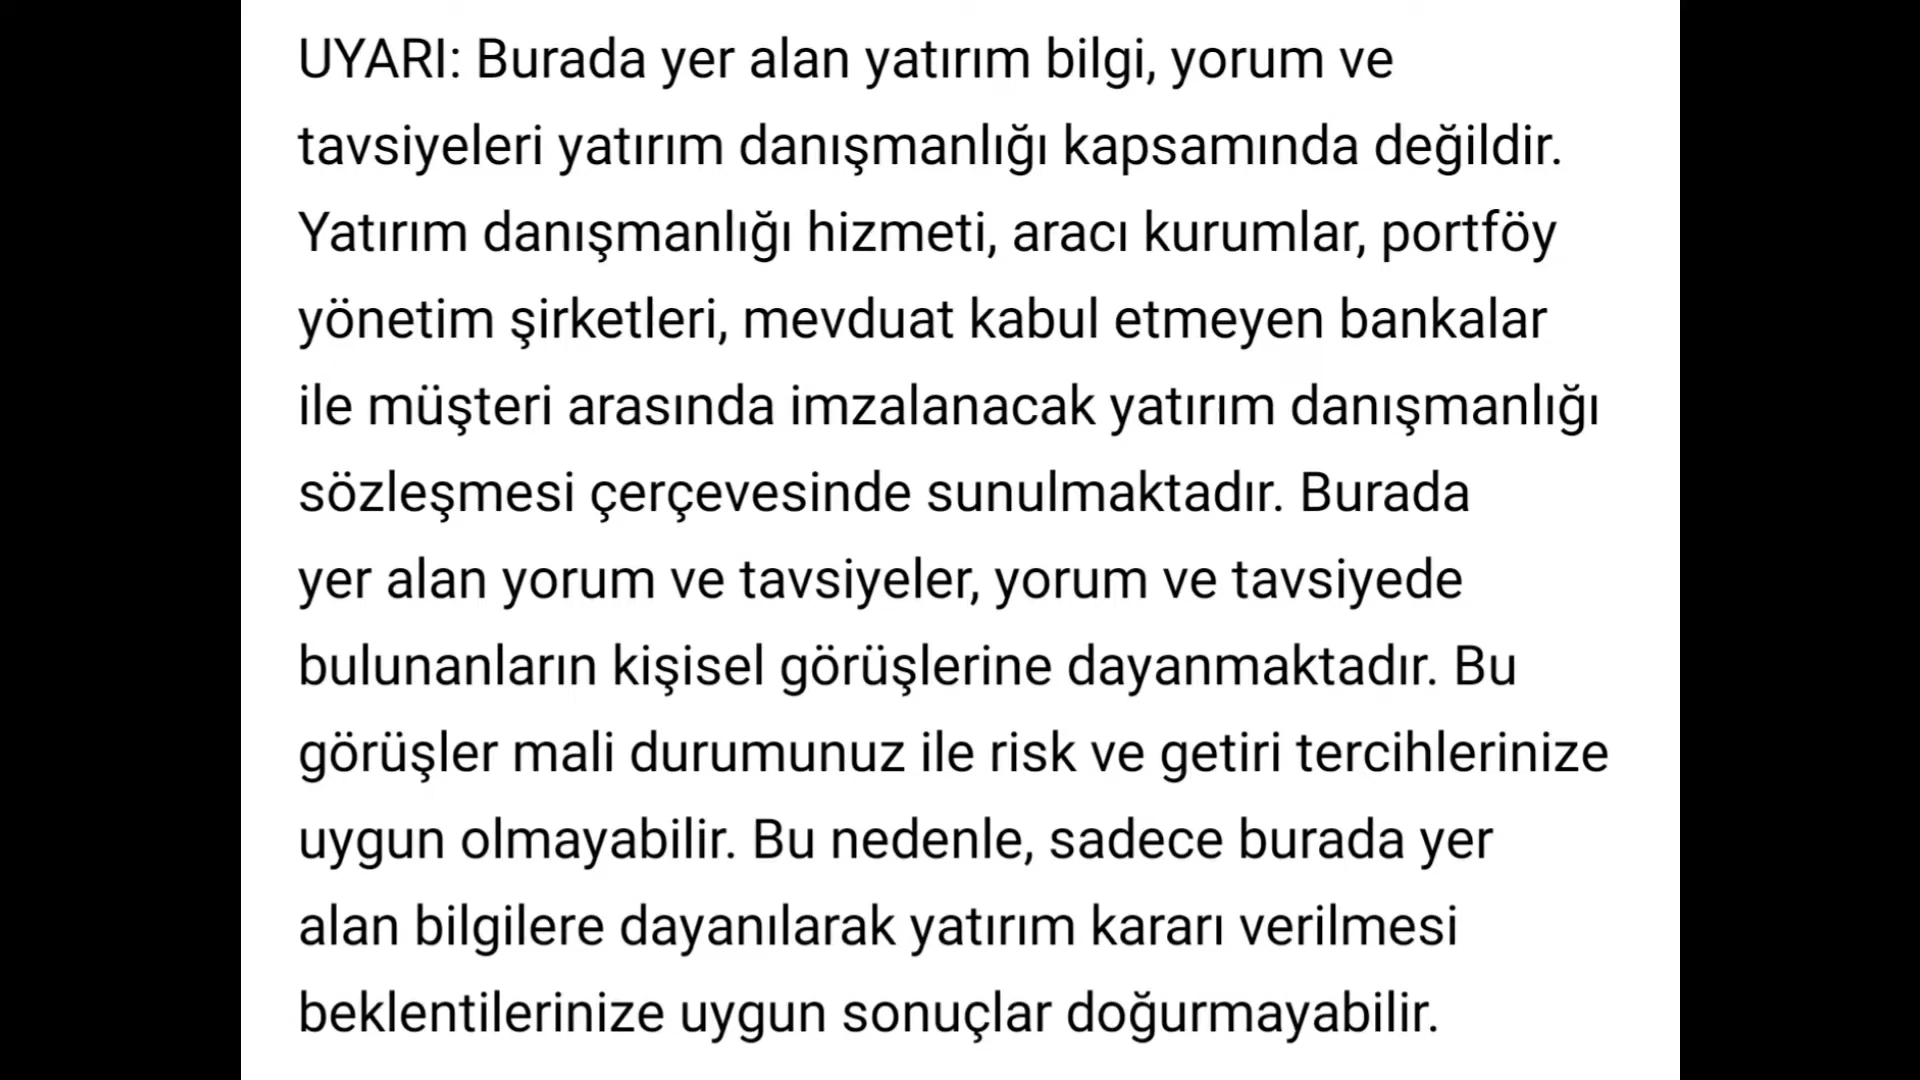 UYARI: Burada yer alan yatırım bilgi, yorum ve
tavsiyeleri yatırım danışmanlığı kapsamında değildir.
Yatırım danışmanlığı hizmeti, aracı kurumlar, portföy
yönetim şirketleri, mevduat kabul etmeyen bankalar
ile müşteri arasında imzalanacak yatırım danışmanlığı
sözleşmesi çerçevesinde sunulmaktadır. Burada
yer alan yorum ve tavsiyeler, yorum ve tavsiyede
bulunanların kişisel görüşlerine dayanmaktadır. Bu
görüşler mali durumunuz ile risk ve getiri tercihlerinize
uygun olmayabilir. Bu nedenle, sadece burada yer
alan bilgilere dayanılarak yatırım kararı verilmesi
beklentilerinize uygun sonuçlar doğurmayabilir.